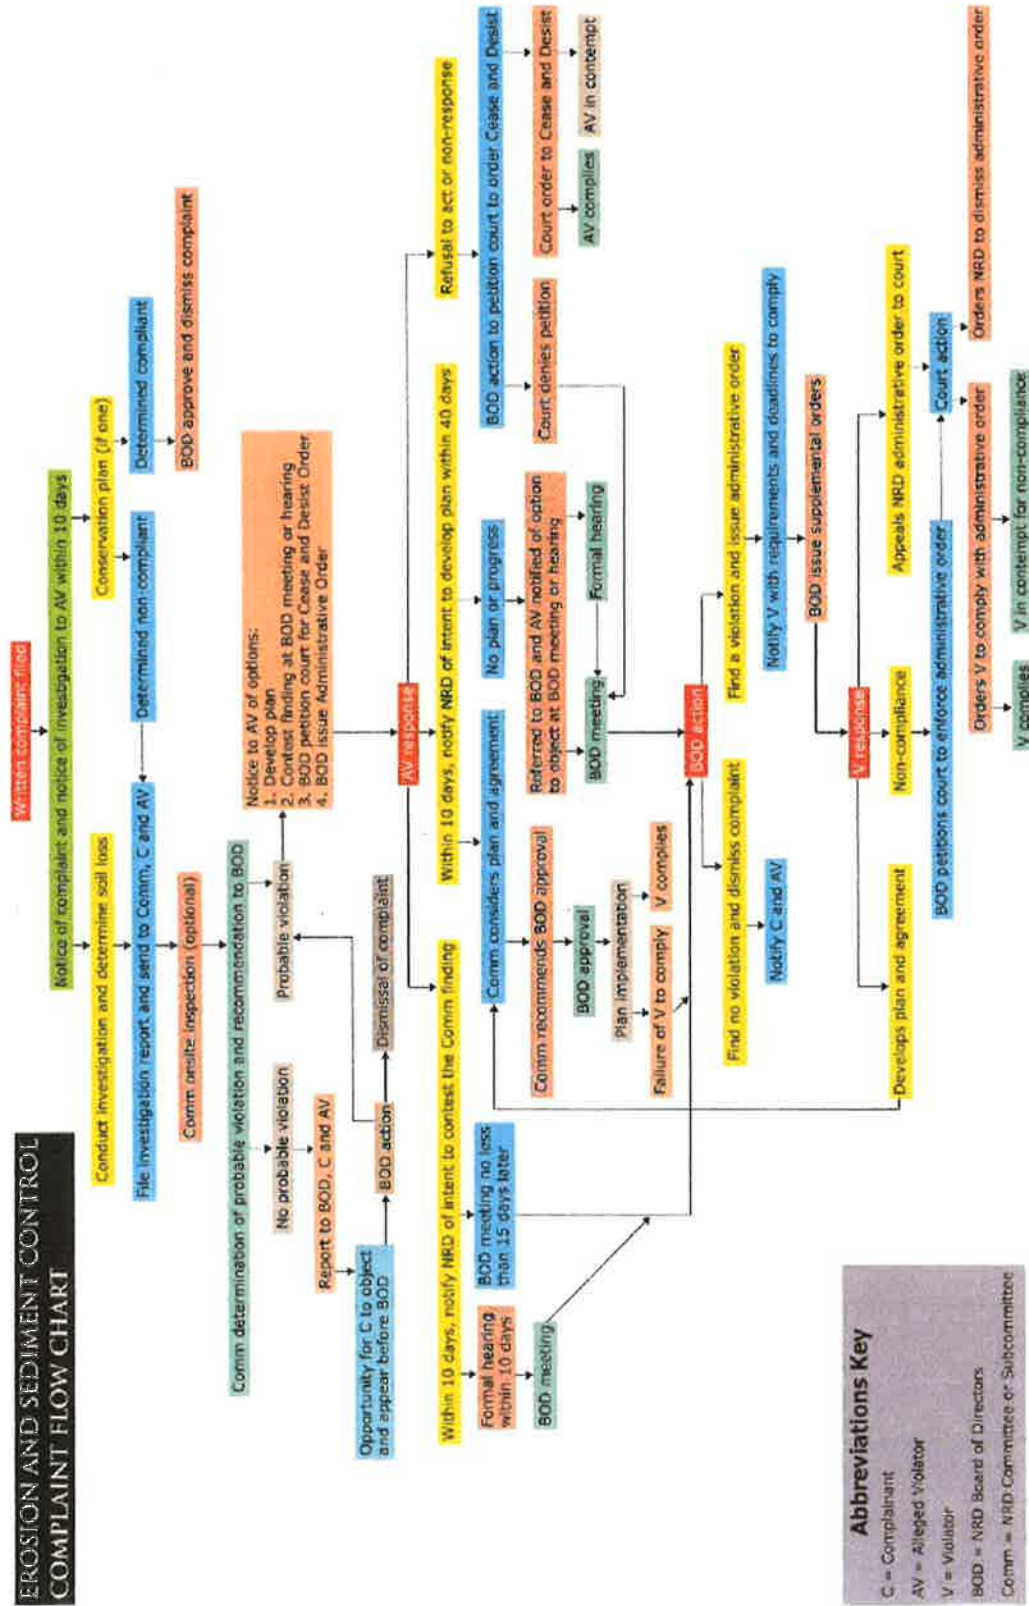 EROSION AND SEDIMENT CONTROL
COMPLAINT FLOW CHART
Written complaint filed
Notice of complaint and notice of investigation to AV within 10 days
Conduct investigation and determine soil loss
Conservation plan (if one)
File investigation report and send to Comm, C and AV
Determined non-compliant
Determined compliant
Comm onsite inspection (optional)
BOD approve and dismiss complaint
Comm determination of probable violation and recommendation to BOD
No probable violation
Probable violation
Notice to AV of options:
1. Develop plan
2. Contest finding at BOD meeting or hearing
3. BOD petition court for Cease and Desist Order
4. BOD issue Administrative Order
Report to BOD, C and AV
Opportunity for C to object
and appear before BOD
BOD action
Dismissal of complaint
AV response
Within 10 days, notify NRD of intent to contest the Comm finding
Within 10 days, notify NRD of intent to develop plan within 40 days
Refusal to act or non-response
Formal hearing
within 10 days
BOD meeting no less
than 15 days later
Comm considers plan and agreement
No plan or progress
BOD action to petition court to order Cease and Desist
BOD meeting
Comm recommends BOD approval
Referred to BOD and AV notified of option
to object at BOD meeting or hearing
Court denies petition
Court order to Cease and Desist
BOD approval
BOD meeting
Formal hearing
AV complies
AV in contempt
Plan implementation
Failure of V to comply
V complies
BOD action
Find no violation and dismiss complaint
Find a violation and issue administrative order
Notify C and AV
Notify V with requirements and deadlines to comply
BOD issue supplemental orders
V response
Develops plan and agreement
Non-compliance
Appeals NRD administrative order to court
BOD petitions court to enforce administrative order
Court action
Orders V to comply with administrative order
Orders NRD to dismiss administrative order
V complies
V in contempt for non-compliance
Abbreviations Key
C = Complainant
AV = Alleged Violator
V = Violator
BOD = NRD Board of Directors
Comm = NRD Committee or Subcommittee